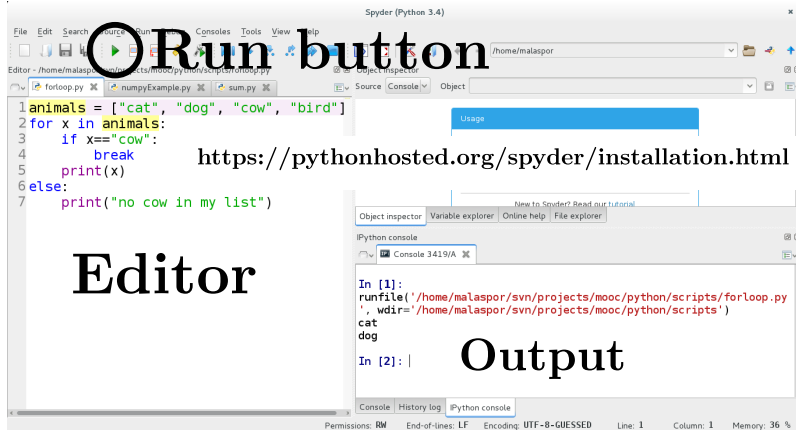 Spyder (Python 3.4)
File Edit Search Source Run Consoles Tools View Help
Run button
/home/malaspor
Editor - /home/malaspor/svn/projects/mooc/python/scripts/forloop.py
Object inspector
forloop.py numpyExample.py sum.py
Source Console Object
1 animals = ["cat", "dog", "cow", "bird"]
2 for x in animals:
3 if x=="cow":
4 break
5 print(x)
6 else:
7 print("no cow in my list")
Usage
https://pythonhosted.org/spyder/installation.html
New to Spyder? Read our tutorial
Object inspector Variable explorer Online help File explorer
IPython console
Console 3419/A
Editor
In [1]:
runfile('/home/malaspor/svn/projects/mooc/python/scripts/forloop.py
', wdir='/home/malaspor/svn/projects/mooc/python/scripts')
cat
dog
In [2]:
Output
Console History log IPython console
Permissions: RW End-of-lines: LF Encoding: UTF-8-GUESSED Line: 1 Column: 1 Memory: 36 %